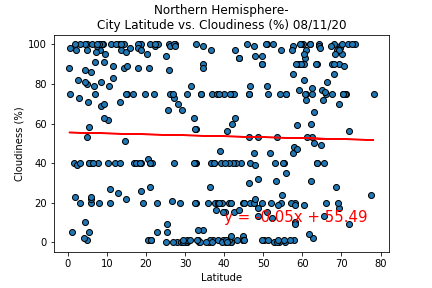 Northern Hemisphere-
City Latitude vs. Cloudiness (%) 08/11/20
100
80
60
40
20
0
Cloudiness (%)
y = -0.05x + 55.49
0 10 20 30 40 50 60 70 80
Latitude